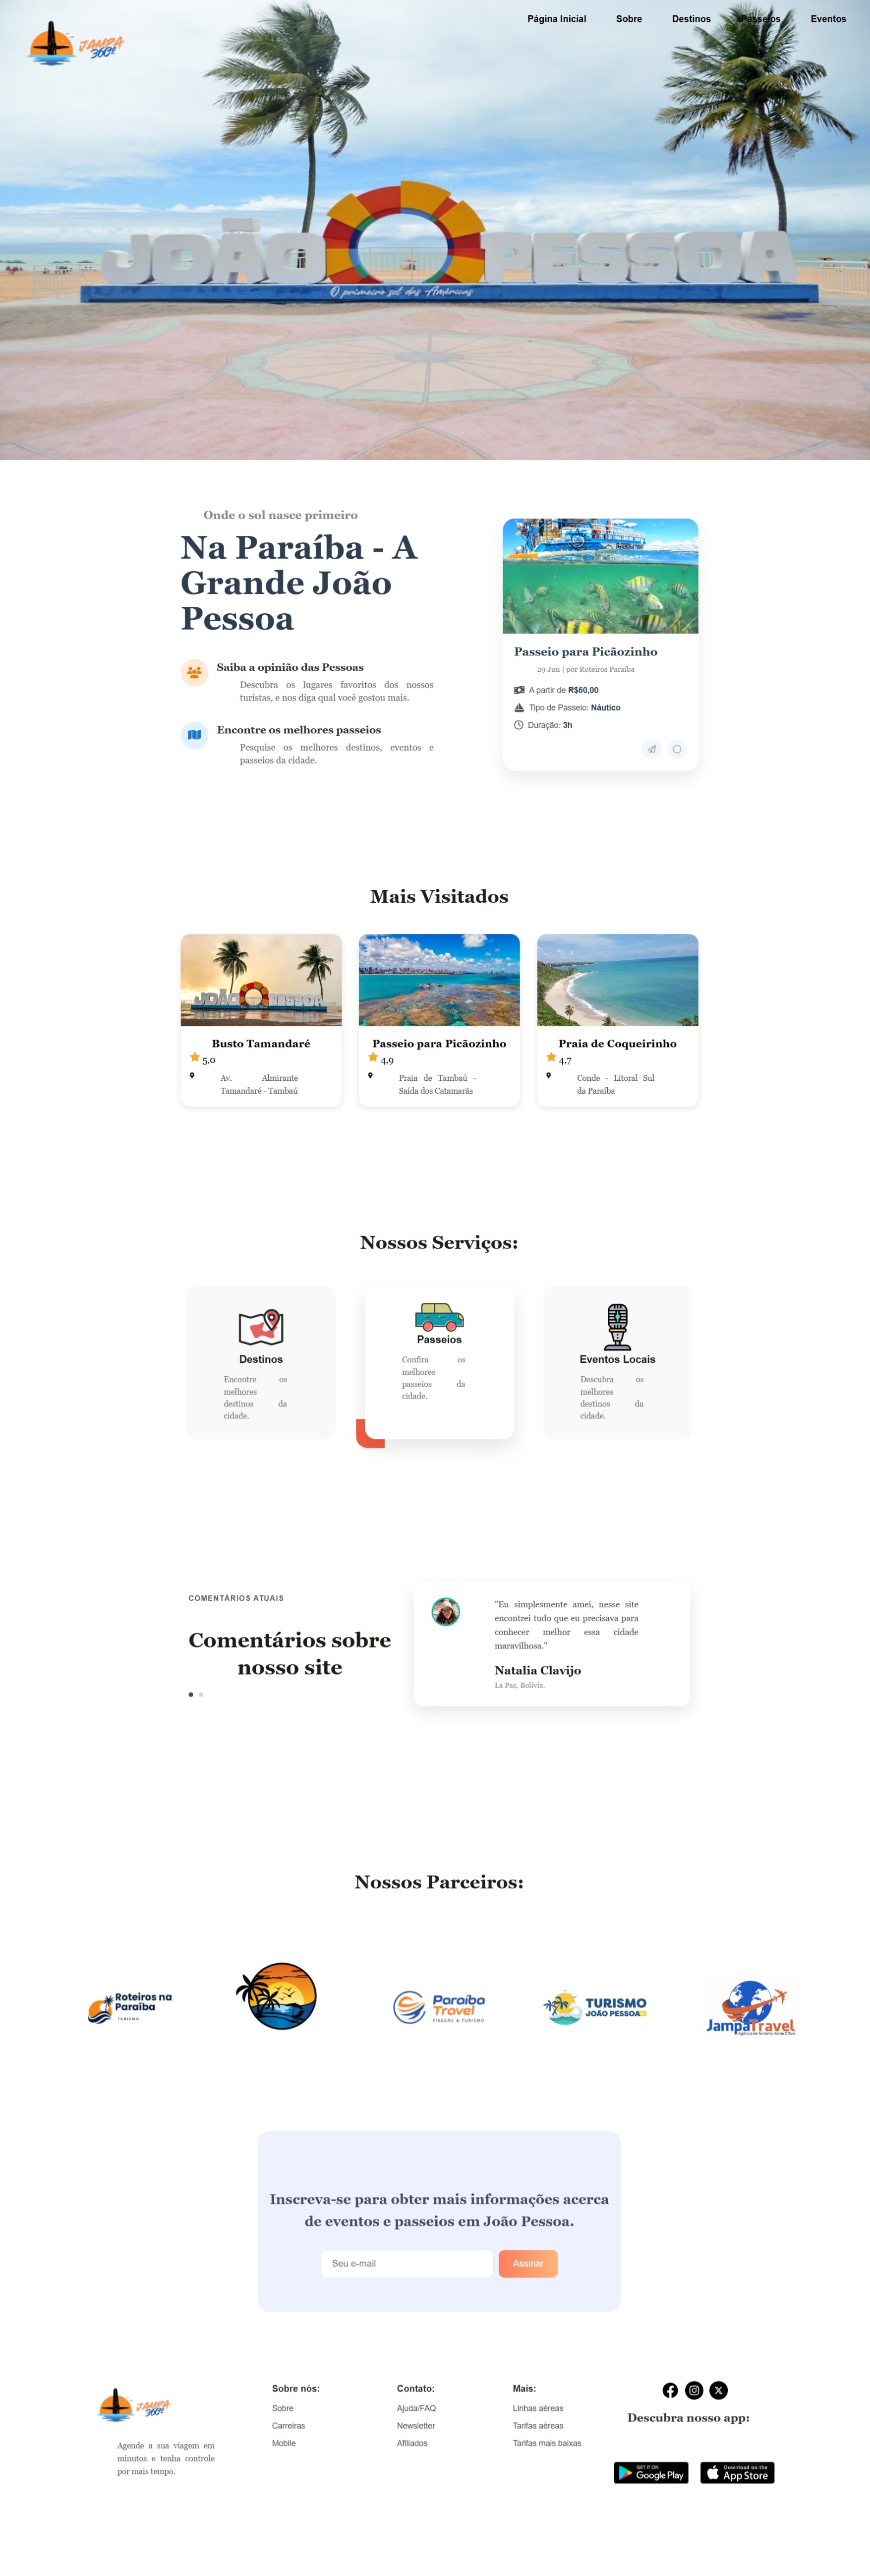 Página Inicial Sobre Destinos Passeios Eventos
JAMPA
360º
JOÃO PESSOA
O primeiro sol das Américas
Onde o sol nasce primeiro
Na Paraíba - A
Grande João
Pessoa
Saiba a opinião das Pessoas
Descubra os lugares favoritos dos nossos
turistas, e nos diga qual você gostou mais.
Encontre os melhores passeios
Pesquise os melhores destinos, eventos e
passeios da cidade.
Passeio para Picãozinho
29 Jun | por Roteiros Paraíba
A partir de R$60,00
Tipo de Passeio: Náutico
Duração: 3h
Mais Visitados
JOÃO PESSOA
Busto Tamandaré
5,0
Av. Almirante
Tamandaré - Tambaú
Passeio para Picãozinho
4,9
Praia de Tambaú -
Saída dos Catamarãs
Praia de Coqueirinho
4,7
Conde - Litoral Sul
da Paraíba
Nossos Serviços:
Destinos
Encontre os
melhores
destinos da
cidade.
Passeios
Confira os
melhores
passeios da
cidade.
Eventos Locais
Descubra os
melhores
destinos da
cidade.
COMENTÁRIOS ATUAIS
Comentários sobre
nosso site
"Eu simplesmente amei, nesse site
encontrei tudo que eu precisava para
conhecer melhor essa cidade
maravilhosa."
Natalia Clavijo
La Paz, Bolívia.
Nossos Parceiros:
Roteiros na
Paraíba
TURISMO
Paraíba
Travel
VIAGENS & TURISMO
TURISMO
JOÃO PESSOA
JampaTravel
Agência de Turismo Home Office
Inscreva-se para obter mais informações acerca
de eventos e passeios em João Pessoa.
Seu e-mail
Assinar
JAMPA
360º
Agende a sua viagem em
minutos e tenha controle
por mais tempo.
Sobre nós:
Sobre
Carreiras
Mobile
Contato:
Ajuda/FAQ
Newsletter
Afiliados
Mais:
Linhas aéreas
Tarifas aéreas
Tarifas mais baixas
Descubra nosso app:
GET IT ON
Google Play
Download on the
App Store